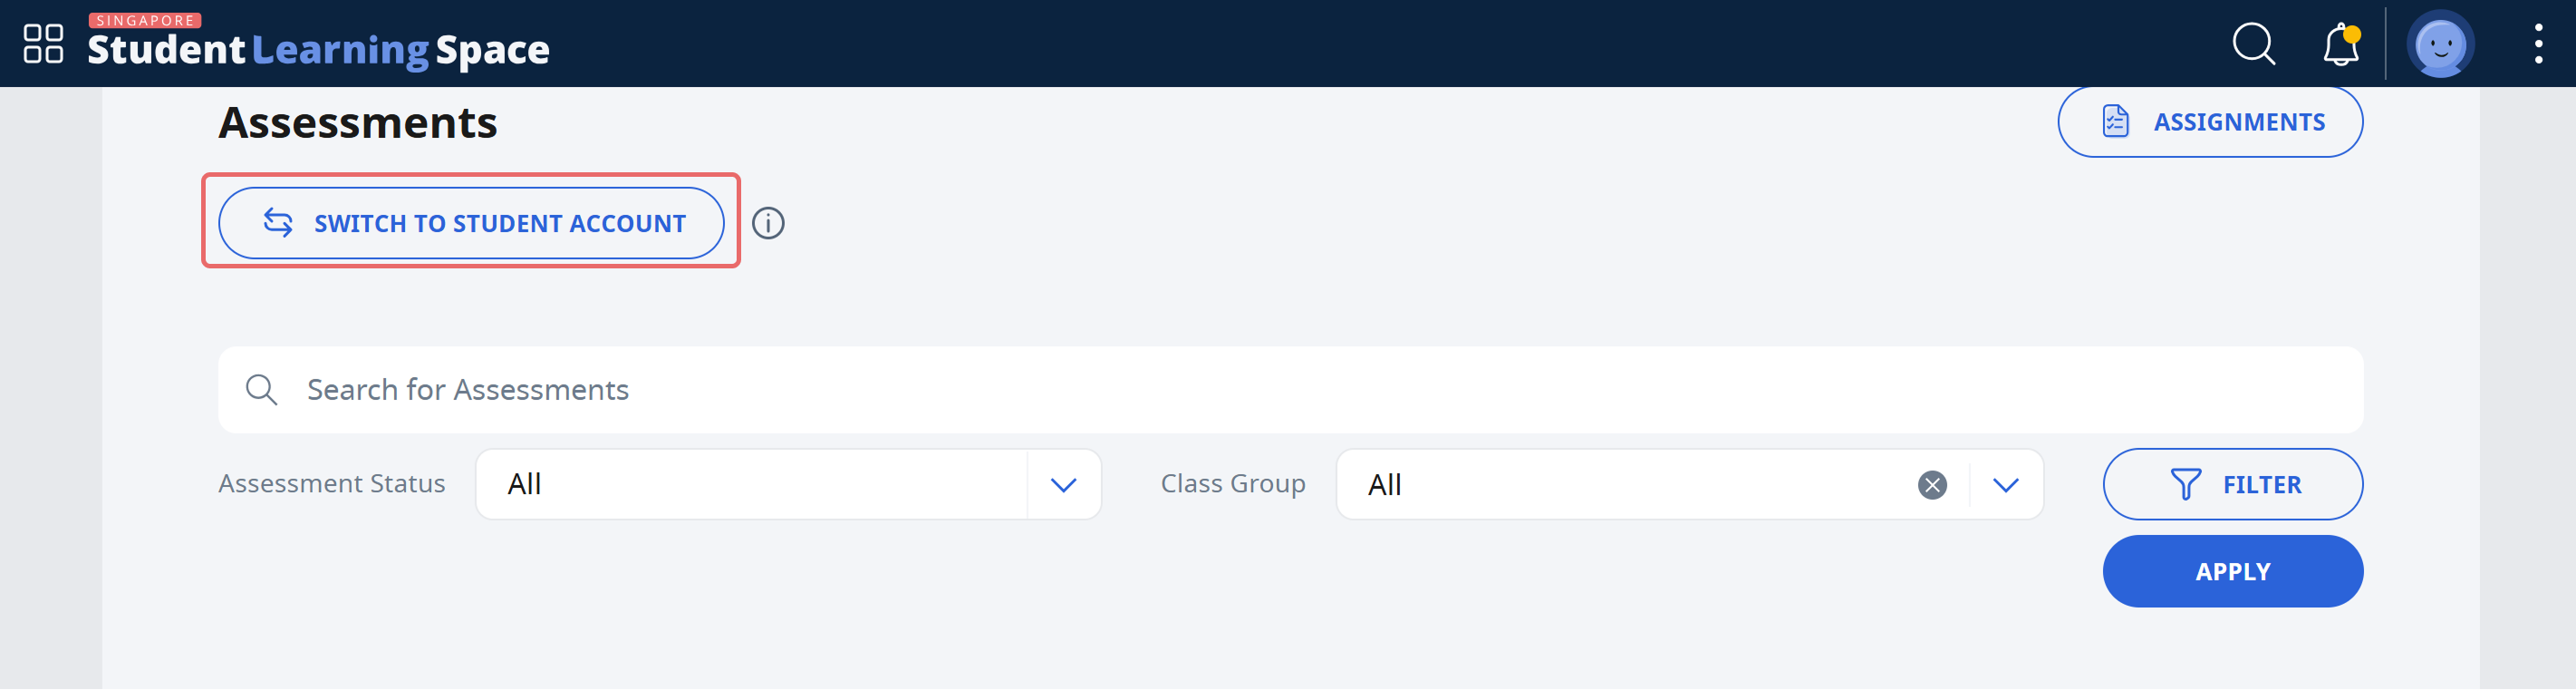 SINGAPORE
Student Learning Space
Assessments
ASSIGNMENTS
SWITCH TO STUDENT ACCOUNT
Search for Assessments
Assessment Status All Class Group All FILTER
APPLY